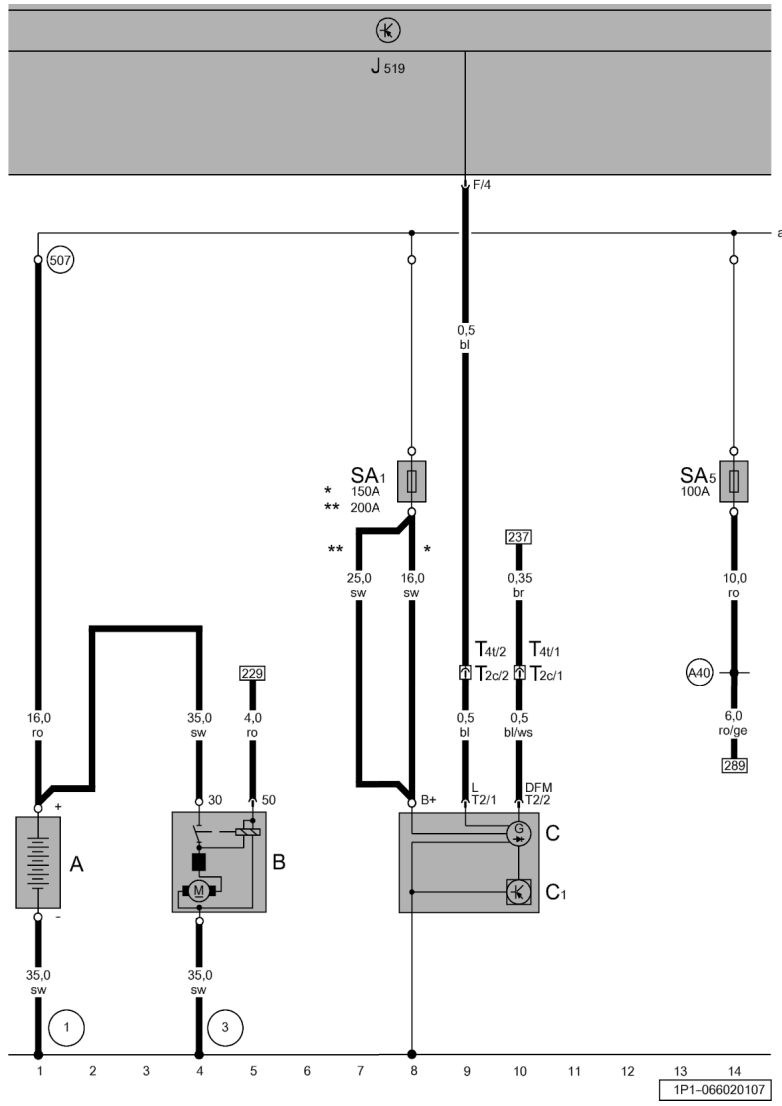 J 519
F/4
a
507
0,5
bl
SA1
* 150A
** 200A
SA5
100A
**
*
237
25,0
sw
16,0
sw
0,35
br
10,0
ro
T4t/2
T4t/1
T2c/2
T2c/1
A40
229
16,0
ro
35,0
sw
4,0
ro
0,5
bl
0,5
bl/ws
6,0
ro/ge
289
+
30
50
B+
L
T2/1
DFM
T2/2
A
B
M
G
C
C1
-
35,0
sw
35,0
sw
1
3
1 2 3 4 5 6 7 8 9 10 11 12 13 14
1P1-066020107